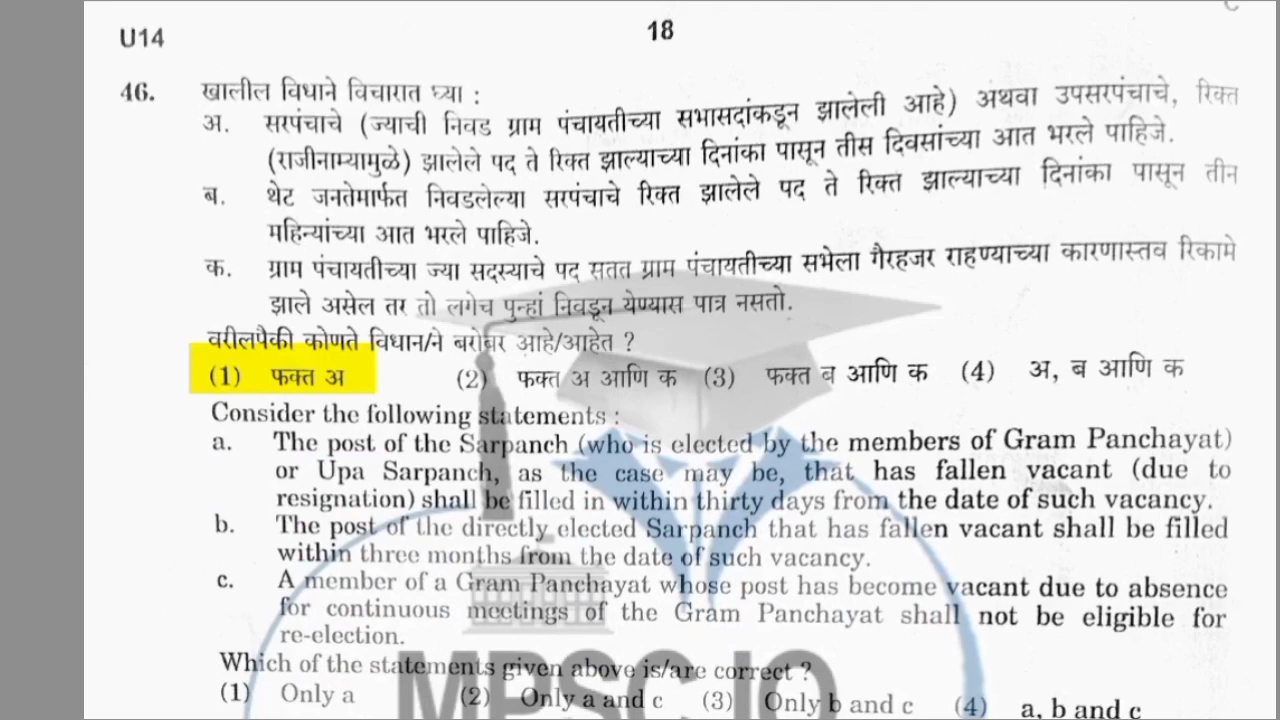 U14
18
46. खालील विधाने विचारात घ्या :
अ. सरपंचाचे (ज्याची निवड ग्राम पंचायतीच्या सभासदांकडून झालेली आहे) अथवा उपसरपंचाचे, रिक्त
(राजीनाम्यामुळे) झालेले पद ते रिक्त झाल्याच्या दिनांका पासून तीस दिवसांच्या आत भरले पाहिजे.
ब. थेट जनतेमार्फत निवडलेल्या सरपंचाचे रिक्त झालेले पद ते रिक्त झाल्याच्या दिनांका पासून तीन
महिन्यांच्या आत भरले पाहिजे.
क. ग्राम पंचायतीच्या ज्या सदस्याचे पद सतत ग्राम पंचायतीच्या सभेला गैरहजर राहण्याच्या कारणास्तव रिकामे
झाले असेल तर तो लगेच पुन्हां निवडून येण्यास पात्र नसतो.
वरीलपैकी कोणते विधान/ने बरोबर आहे/आहेत ?
(1) फक्त अ (2) फक्त अ आणि क (3) फक्त ब आणि क (4) अ, ब आणि क
Consider the following statements :
a. The post of the Sarpanch (who is elected by the members of Gram Panchayat)
or Upa Sarpanch, as the case may be, that has fallen vacant (due to
resignation) shall be filled in within thirty days from the date of such vacancy.
b. The post of the directly elected Sarpanch that has fallen vacant shall be filled
within three months from the date of such vacancy.
c. A member of a Gram Panchayat whose post has become vacant due to absence
for continuous meetings of the Gram Panchayat shall not be eligible for
re-election.
Which of the statements given above is/are correct ?
(1) Only a (2) Only a and c (3) Only b and c (4) a, b and c
MPSC.IO